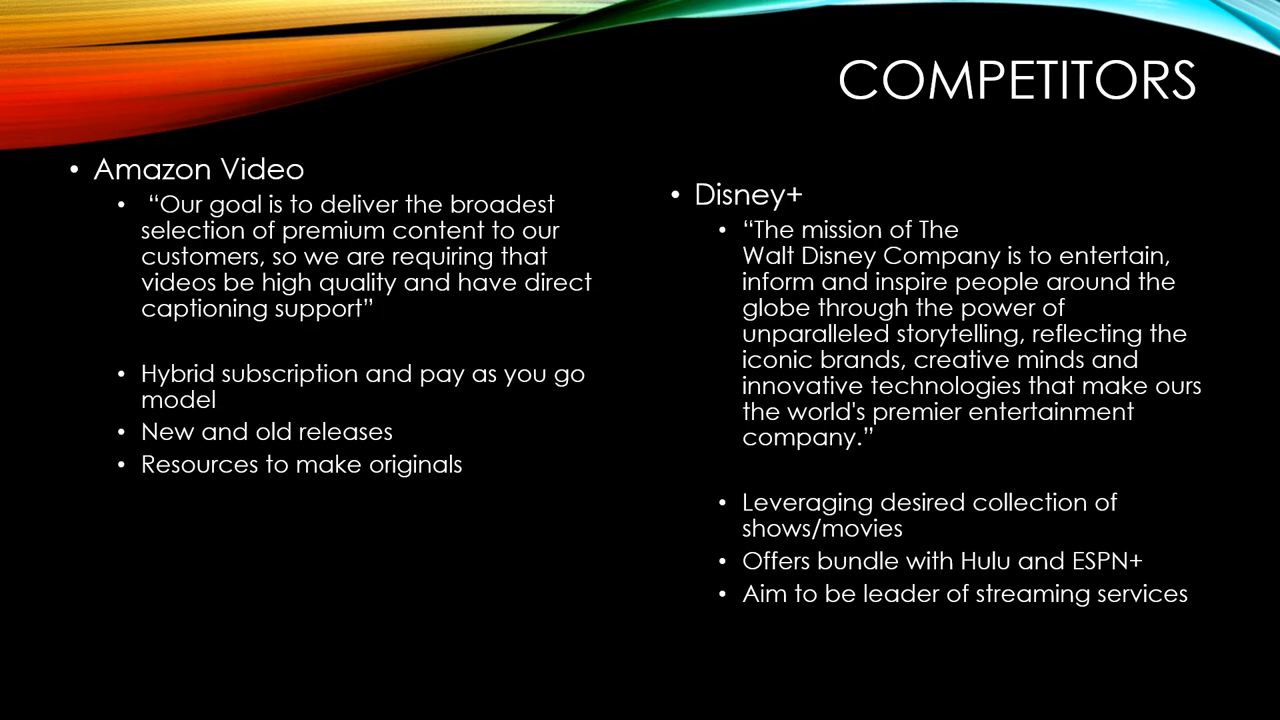 COMPETITORS
• Amazon Video
• “Our goal is to deliver the broadest
selection of premium content to our
customers, so we are requiring that
videos be high quality and have direct
captioning support”
• Hybrid subscription and pay as you go
model
• New and old releases
• Resources to make originals
• Disney+
• “The mission of The
Walt Disney Company is to entertain,
inform and inspire people around the
globe through the power of
unparalleled storytelling, reflecting the
iconic brands, creative minds and
innovative technologies that make ours
the world's premier entertainment
company.”
• Leveraging desired collection of
shows/movies
• Offers bundle with Hulu and ESPN+
• Aim to be leader of streaming services